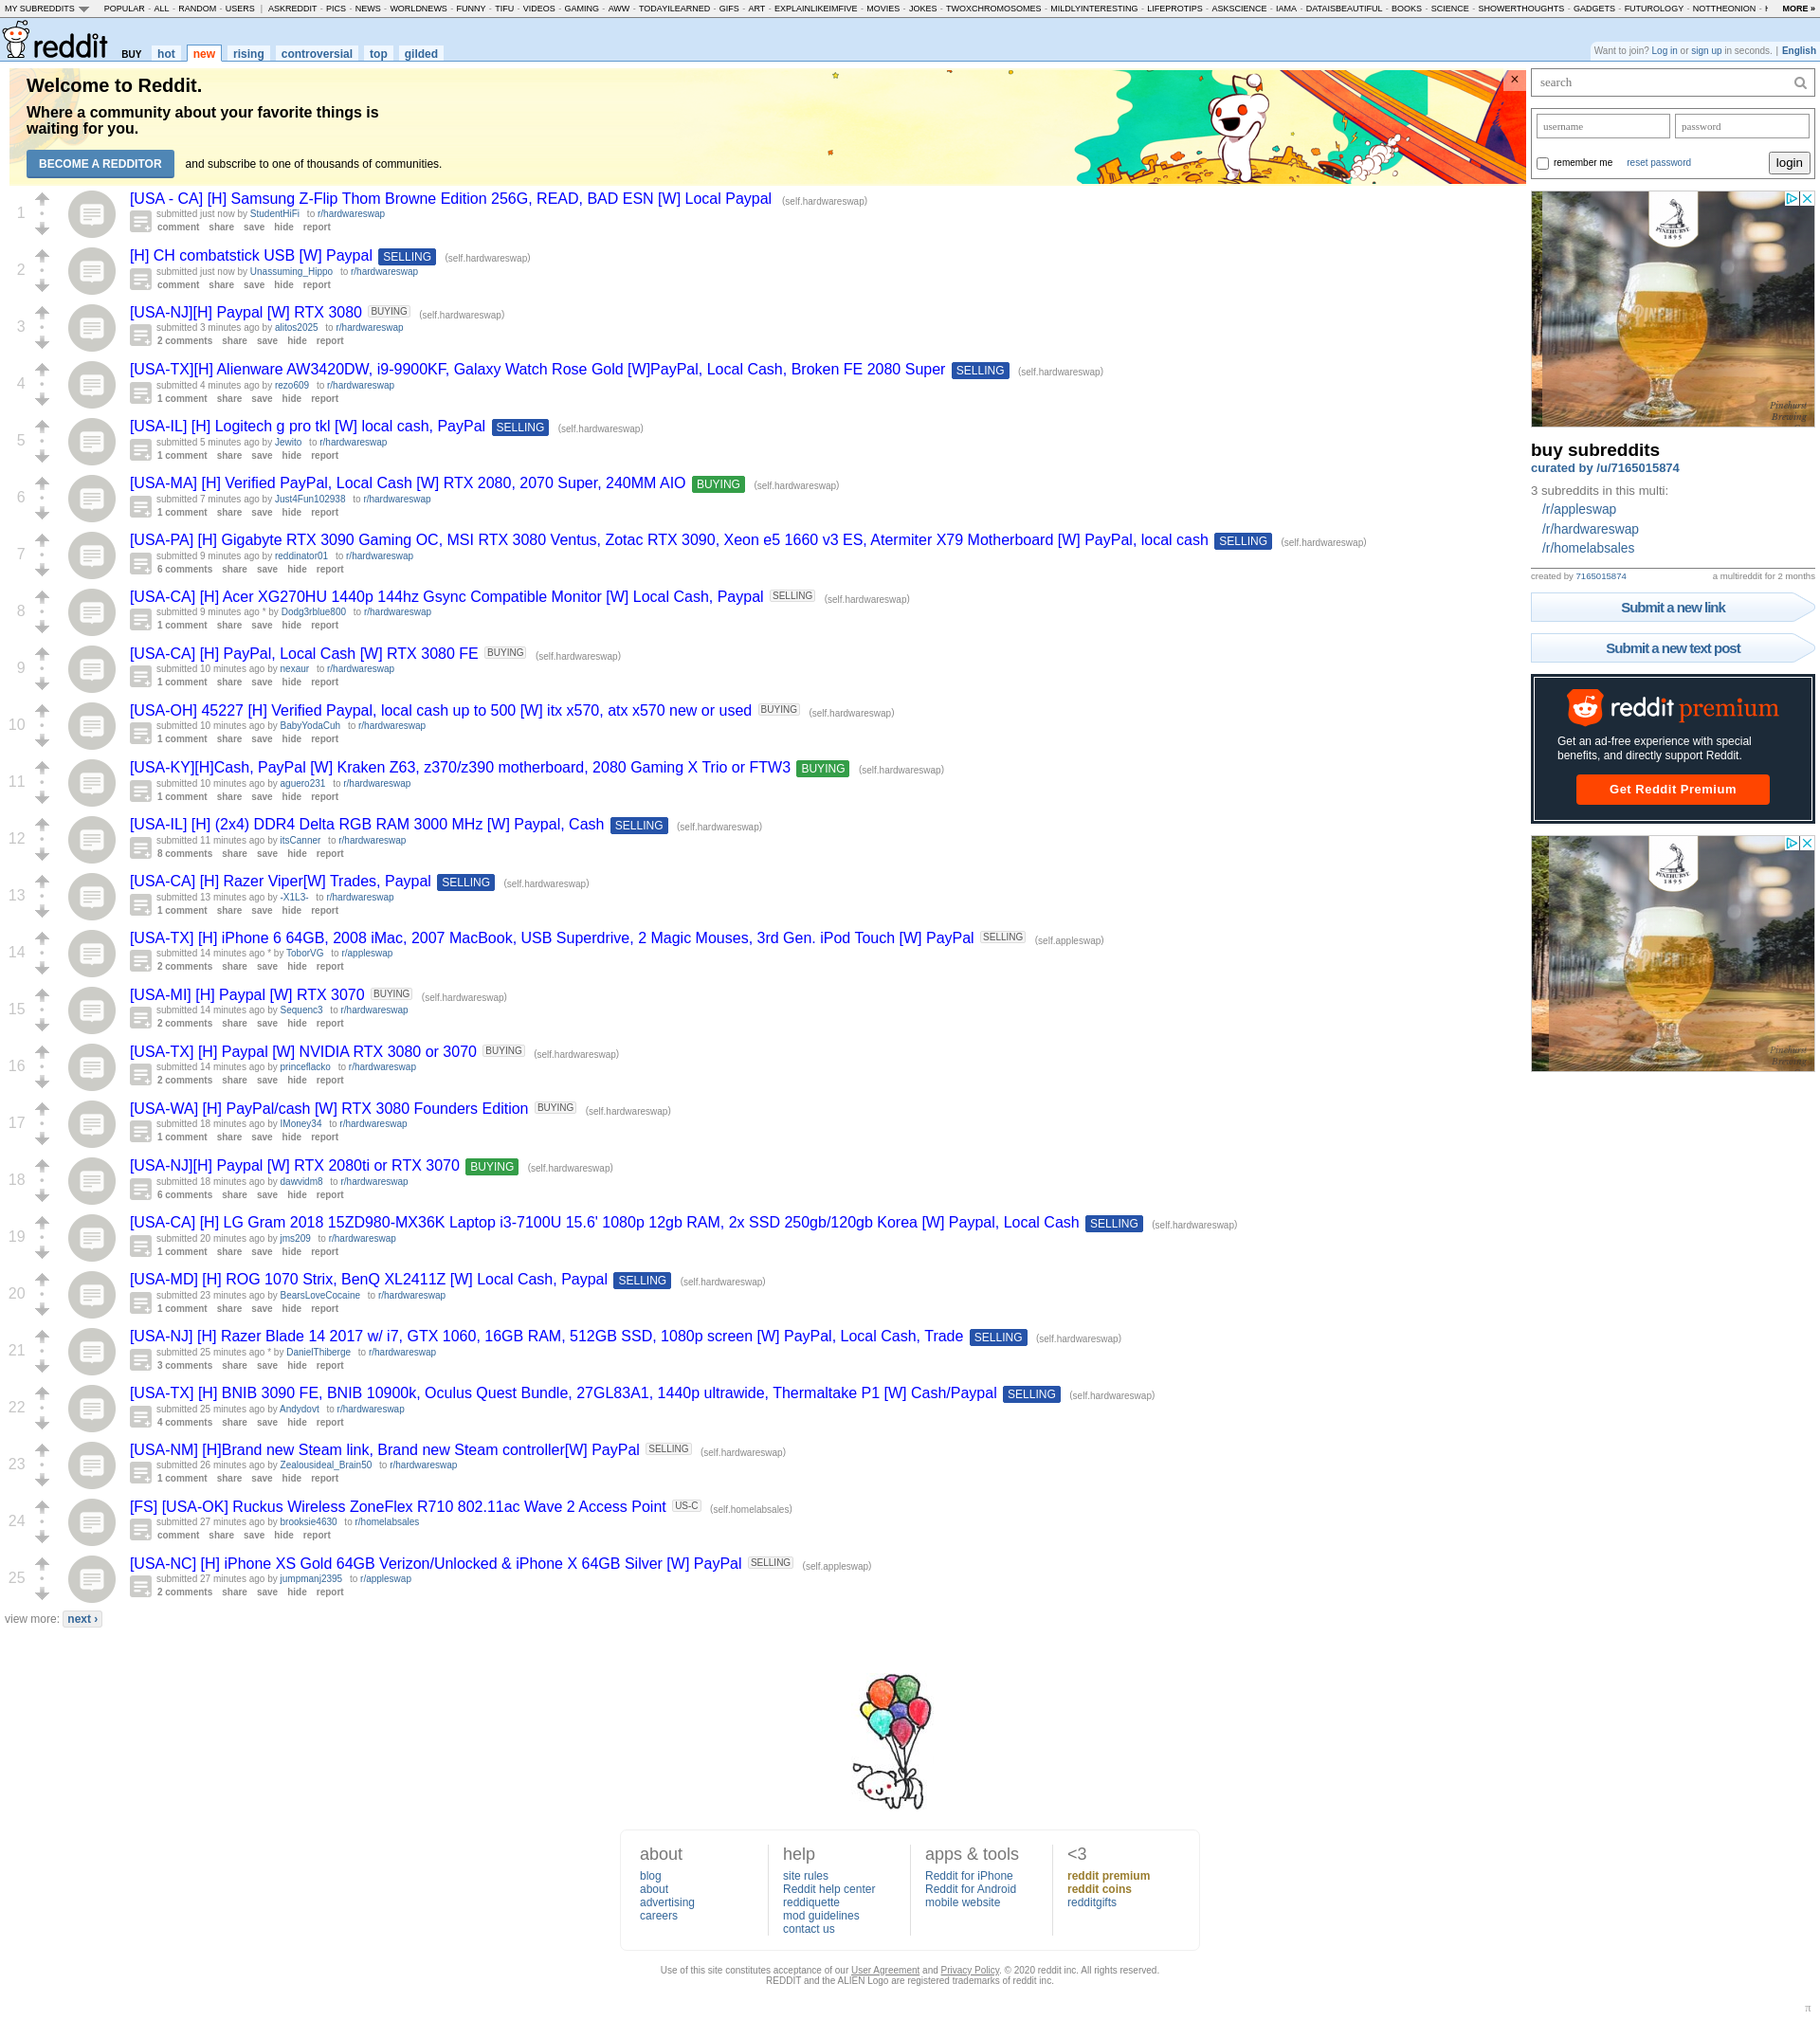 MY SUBREDDITS POPULAR - ALL - RANDOM - USERS | ASKREDDIT - PICS - NEWS - WORLDNEWS - FUNNY - TIFU - VIDEOS - GAMING - AWW - TODAYILEARNED - GIFS - ART - EXPLAINLIKEIMFIVE - MOVIES - JOKES - TWOXCHROMOSOMES - MILDLYINTERESTING - LIFEPROTIPS - ASKSCIENCE - IAMA - DATAISBEAUTIFUL - BOOKS - SCIENCE - SHOWERTHOUGHTS - GADGETS - FUTUROLOGY - NOTTHEONION - MORE »
reddit BUY hot new rising controversial top gilded
Want to join? Log in or sign up in seconds. | English
Welcome to Reddit.
Where a community about your favorite things is
waiting for you.
BECOME A REDDITOR and subscribe to one of thousands of communities.
×
1
[USA - CA] [H] Samsung Z-Flip Thom Browne Edition 256G, READ, BAD ESN [W] Local Paypal (self.hardwareswap)
submitted just now by StudentHiFi to r/hardwareswap
comment share save hide report
2
[H] CH combatstick USB [W] Paypal SELLING (self.hardwareswap)
submitted just now by Unassuming_Hippo to r/hardwareswap
comment share save hide report
3
[USA-NJ][H] Paypal [W] RTX 3080 BUYING (self.hardwareswap)
submitted 3 minutes ago by alitos2025 to r/hardwareswap
2 comments share save hide report
4
[USA-TX][H] Alienware AW3420DW, i9-9900KF, Galaxy Watch Rose Gold [W]PayPal, Local Cash, Broken FE 2080 Super SELLING (self.hardwareswap)
submitted 4 minutes ago by rezo609 to r/hardwareswap
1 comment share save hide report
5
[USA-IL] [H] Logitech g pro tkl [W] local cash, PayPal SELLING (self.hardwareswap)
submitted 5 minutes ago by Jewito to r/hardwareswap
1 comment share save hide report
6
[USA-MA] [H] Verified PayPal, Local Cash [W] RTX 2080, 2070 Super, 240MM AIO BUYING (self.hardwareswap)
submitted 7 minutes ago by Just4Fun102938 to r/hardwareswap
1 comment share save hide report
7
[USA-PA] [H] Gigabyte RTX 3090 Gaming OC, MSI RTX 3080 Ventus, Zotac RTX 3090, Xeon e5 1660 v3 ES, Atermiter X79 Motherboard [W] PayPal, local cash SELLING (self.hardwareswap)
submitted 9 minutes ago by reddinator01 to r/hardwareswap
6 comments share save hide report
8
[USA-CA] [H] Acer XG270HU 1440p 144hz Gsync Compatible Monitor [W] Local Cash, Paypal SELLING (self.hardwareswap)
submitted 9 minutes ago * by Dodg3rblue800 to r/hardwareswap
1 comment share save hide report
9
[USA-CA] [H] PayPal, Local Cash [W] RTX 3080 FE BUYING (self.hardwareswap)
submitted 10 minutes ago by nexaur to r/hardwareswap
1 comment share save hide report
10
[USA-OH] 45227 [H] Verified Paypal, local cash up to 500 [W] itx x570, atx x570 new or used BUYING (self.hardwareswap)
submitted 10 minutes ago by BabyYodaCuh to r/hardwareswap
1 comment share save hide report
11
[USA-KY][H]Cash, PayPal [W] Kraken Z63, z370/z390 motherboard, 2080 Gaming X Trio or FTW3 BUYING (self.hardwareswap)
submitted 10 minutes ago by aguero231 to r/hardwareswap
1 comment share save hide report
12
[USA-IL] [H] (2x4) DDR4 Delta RGB RAM 3000 MHz [W] Paypal, Cash SELLING (self.hardwareswap)
submitted 11 minutes ago by itsCanner to r/hardwareswap
8 comments share save hide report
13
[USA-CA] [H] Razer Viper[W] Trades, Paypal SELLING (self.hardwareswap)
submitted 13 minutes ago by -X1L3- to r/hardwareswap
1 comment share save hide report
14
[USA-TX] [H] iPhone 6 64GB, 2008 iMac, 2007 MacBook, USB Superdrive, 2 Magic Mouses, 3rd Gen. iPod Touch [W] PayPal SELLING (self.appleswap)
submitted 14 minutes ago * by ToborVG to r/appleswap
2 comments share save hide report
15
[USA-MI] [H] Paypal [W] RTX 3070 BUYING (self.hardwareswap)
submitted 14 minutes ago by Sequenc3 to r/hardwareswap
2 comments share save hide report
16
[USA-TX] [H] Paypal [W] NVIDIA RTX 3080 or 3070 BUYING (self.hardwareswap)
submitted 14 minutes ago by princeflacko to r/hardwareswap
2 comments share save hide report
17
[USA-WA] [H] PayPal/cash [W] RTX 3080 Founders Edition BUYING (self.hardwareswap)
submitted 18 minutes ago by IMoney34 to r/hardwareswap
1 comment share save hide report
18
[USA-NJ][H] Paypal [W] RTX 2080ti or RTX 3070 BUYING (self.hardwareswap)
submitted 18 minutes ago by dawvidm8 to r/hardwareswap
6 comments share save hide report
19
[USA-CA] [H] LG Gram 2018 15ZD980-MX36K Laptop i3-7100U 15.6' 1080p 12gb RAM, 2x SSD 250gb/120gb Korea [W] Paypal, Local Cash SELLING (self.hardwareswap)
submitted 20 minutes ago by jms209 to r/hardwareswap
1 comment share save hide report
20
[USA-MD] [H] ROG 1070 Strix, BenQ XL2411Z [W] Local Cash, Paypal SELLING (self.hardwareswap)
submitted 23 minutes ago by BearsLoveCocaine to r/hardwareswap
1 comment share save hide report
21
[USA-NJ] [H] Razer Blade 14 2017 w/ i7, GTX 1060, 16GB RAM, 512GB SSD, 1080p screen [W] PayPal, Local Cash, Trade SELLING (self.hardwareswap)
submitted 25 minutes ago * by DanielThiberge to r/hardwareswap
3 comments share save hide report
22
[USA-TX] [H] BNIB 3090 FE, BNIB 10900k, Oculus Quest Bundle, 27GL83A1, 1440p ultrawide, Thermaltake P1 [W] Cash/Paypal SELLING (self.hardwareswap)
submitted 25 minutes ago by Andydovt to r/hardwareswap
4 comments share save hide report
23
[USA-NM] [H]Brand new Steam link, Brand new Steam controller[W] PayPal SELLING (self.hardwareswap)
submitted 26 minutes ago by Zealousideal_Brain50 to r/hardwareswap
1 comment share save hide report
24
[FS] [USA-OK] Ruckus Wireless ZoneFlex R710 802.11ac Wave 2 Access Point US-C (self.homelabsales)
submitted 27 minutes ago by brooksie4630 to r/homelabsales
comment share save hide report
25
[USA-NC] [H] iPhone XS Gold 64GB Verizon/Unlocked & iPhone X 64GB Silver [W] PayPal SELLING (self.appleswap)
submitted 27 minutes ago by jumpmanj2395 to r/appleswap
2 comments share save hide report
view more: next ›
search
username password
remember me reset password login
PINEHURST
1895
PINEHURST
Pinehurst
Brewing
buy subreddits
curated by /u/7165015874
3 subreddits in this multi:
/r/appleswap
/r/hardwareswap
/r/homelabsales
created by 7165015874 a multireddit for 2 months
Submit a new link
Submit a new text post
reddit premium
Get an ad-free experience with special
benefits, and directly support Reddit.
Get Reddit Premium
PINEHURST
1895
PINEHURST
Pinehurst
Brewing
about
blog
about
advertising
careers
help
site rules
Reddit help center
reddiquette
mod guidelines
contact us
apps & tools
Reddit for iPhone
Reddit for Android
mobile website
<3
reddit premium
reddit coins
redditgifts
Use of this site constitutes acceptance of our User Agreement and Privacy Policy. © 2020 reddit inc. All rights reserved.
REDDIT and the ALIEN Logo are registered trademarks of reddit inc.
π